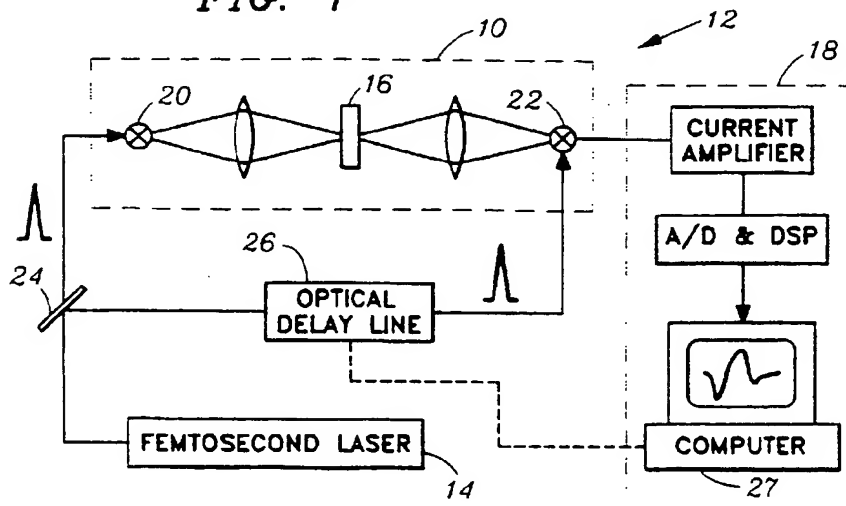 FIG.
10
12
18
20
16
22
CURRENT
AMPLIFIER
A/D & DSP
24
26
OPTICAL
DELAY LINE
FEMTOSECOND LASER
14
COMPUTER
27